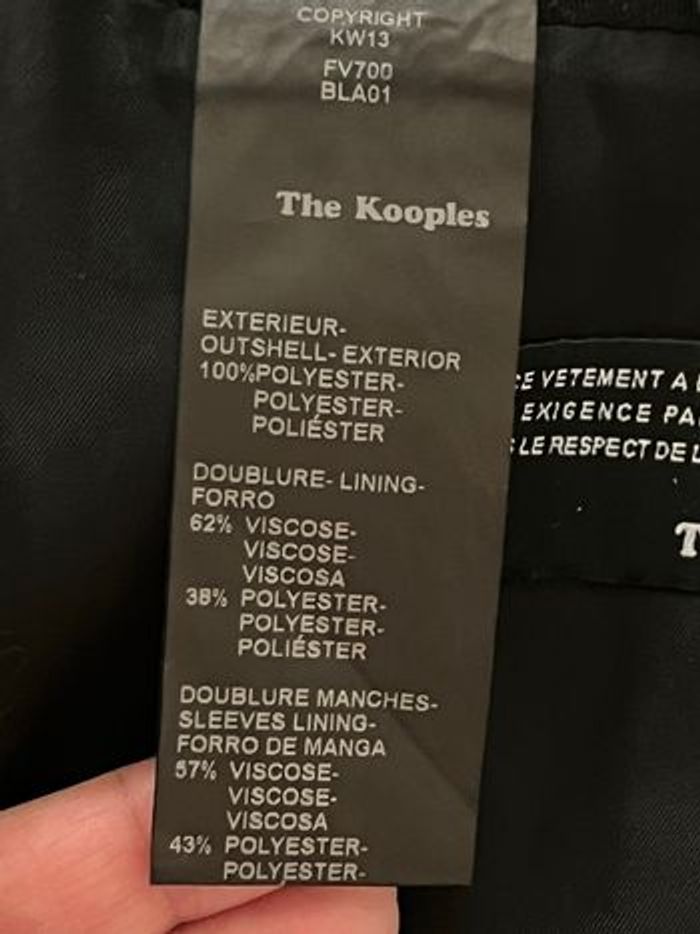 COPYRIGHT
KW13
FV700
BLA01
The Kooples
EXTERIEUR-
OUTSHELL- EXTERIOR
100%POLYESTER-
POLYESTER-
POLIÉSTER
DOUBLURE- LINING-
FORRO
62% VISCOSE-
VISCOSE-
VISCOSA
38% POLYESTER-
POLYESTER-
POLIÉSTER
DOUBLURE MANCHES-
SLEEVES LINING-
FORRO DE MANGA
57% VISCOSE-
VISCOSE-
VISCOSA
43% POLYESTER-
POLYESTER-
CE VETEMENT A
EXIGENCE
LE RESPECT DE